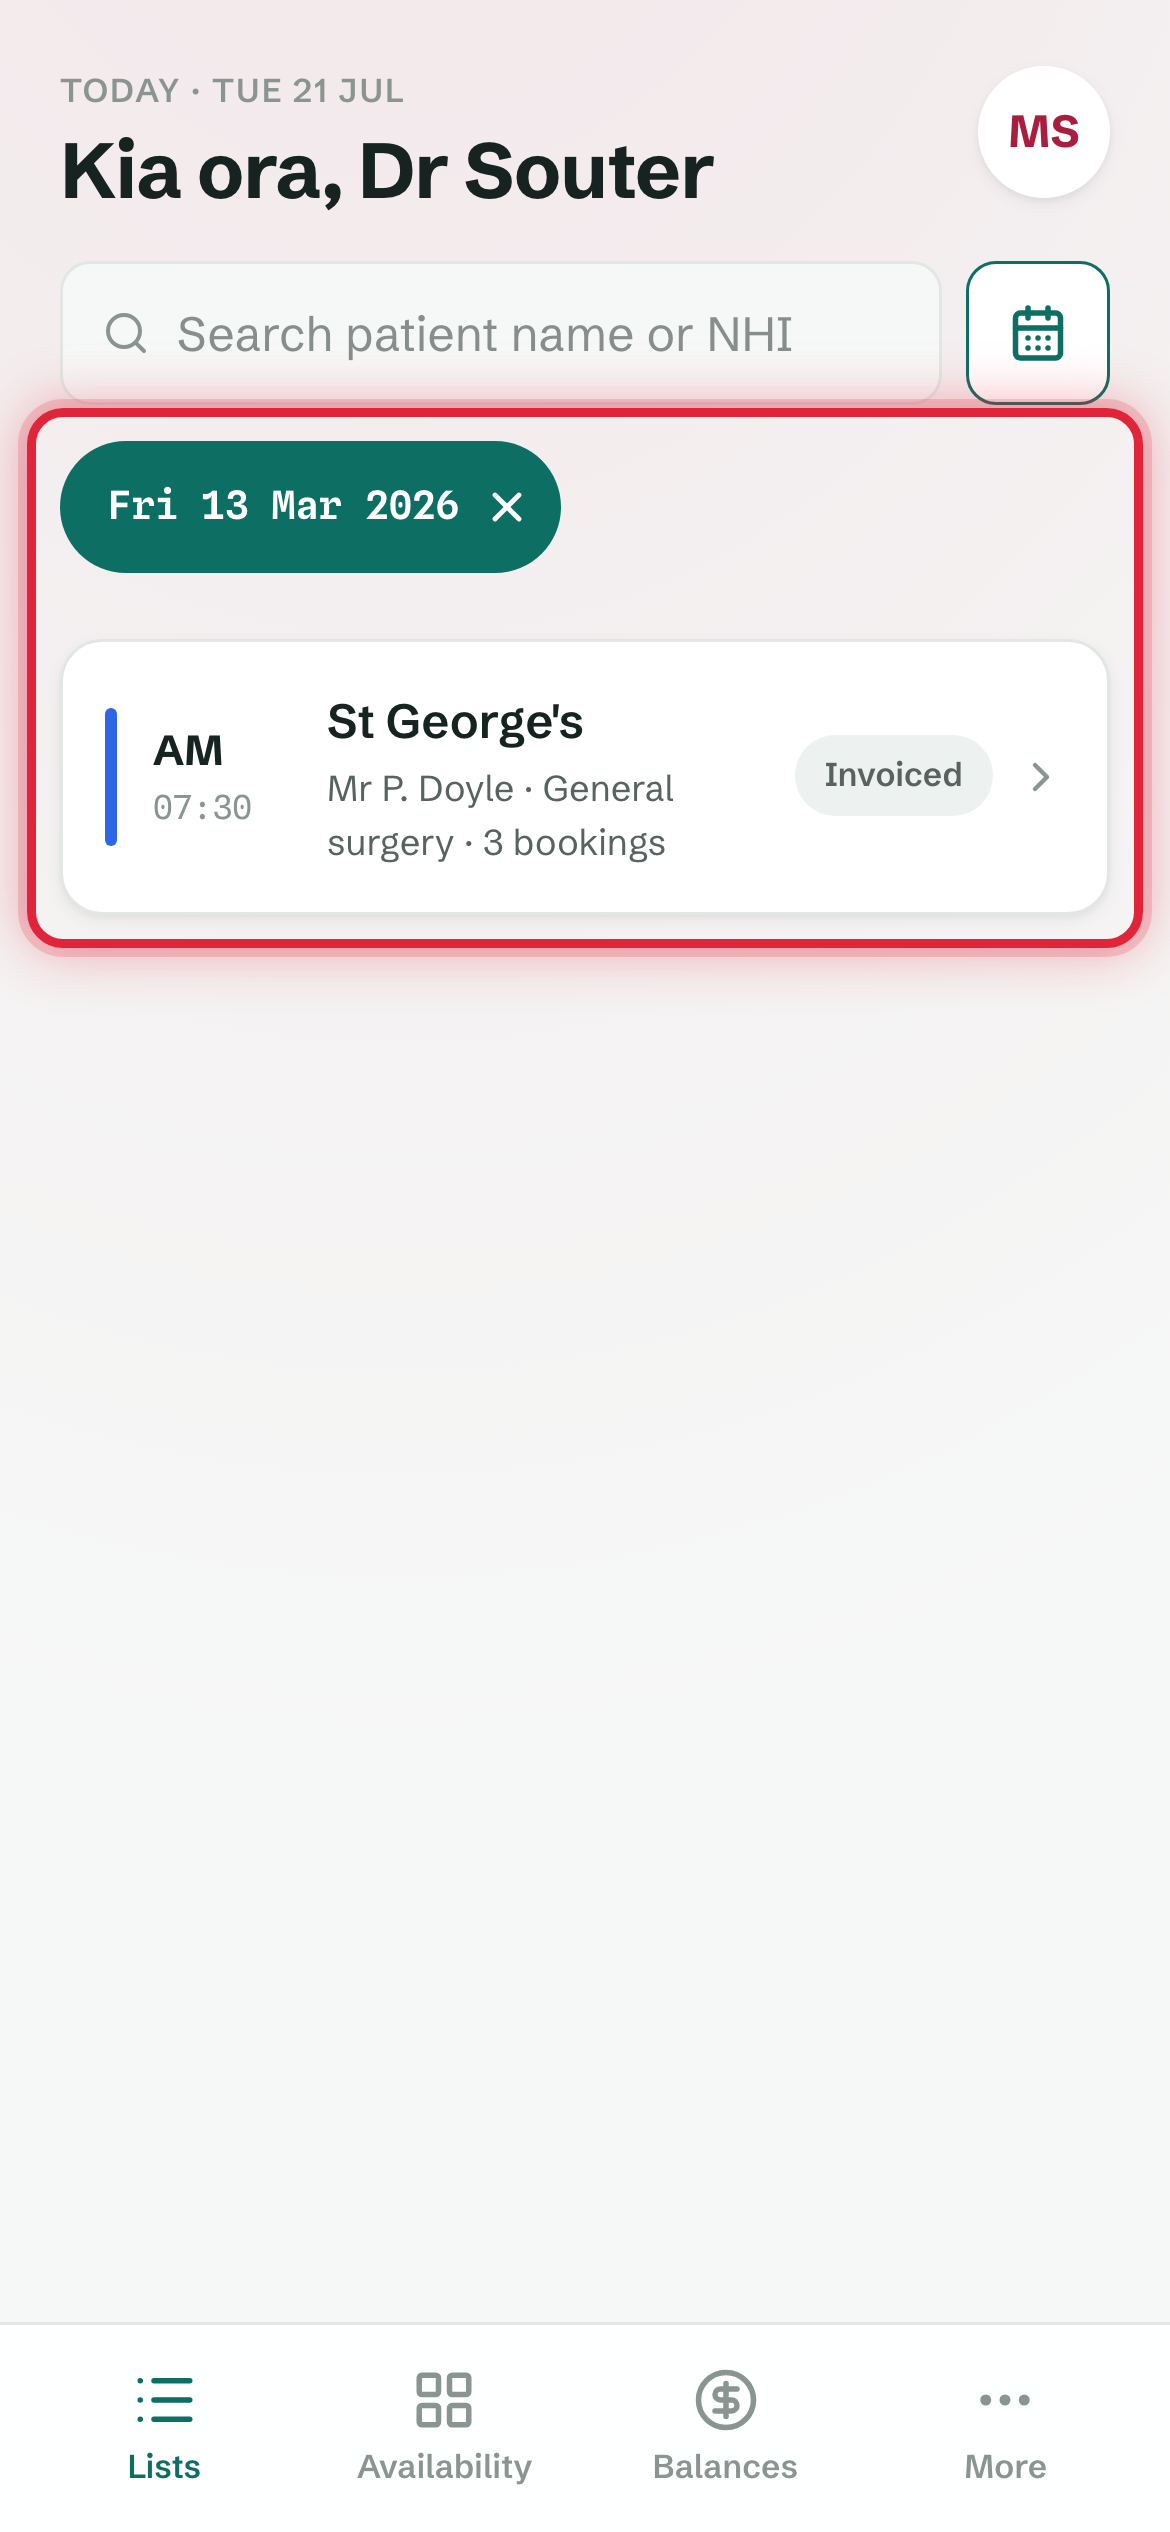 TODAY · TUE 21 JUL
Kia ora, Dr Souter
MS
Search patient name or NHI
Fri 13 Mar 2026
AM
07:30
St George's
Mr P. Doyle · General
surgery · 3 bookings
Invoiced
Lists
Availability
Balances
More